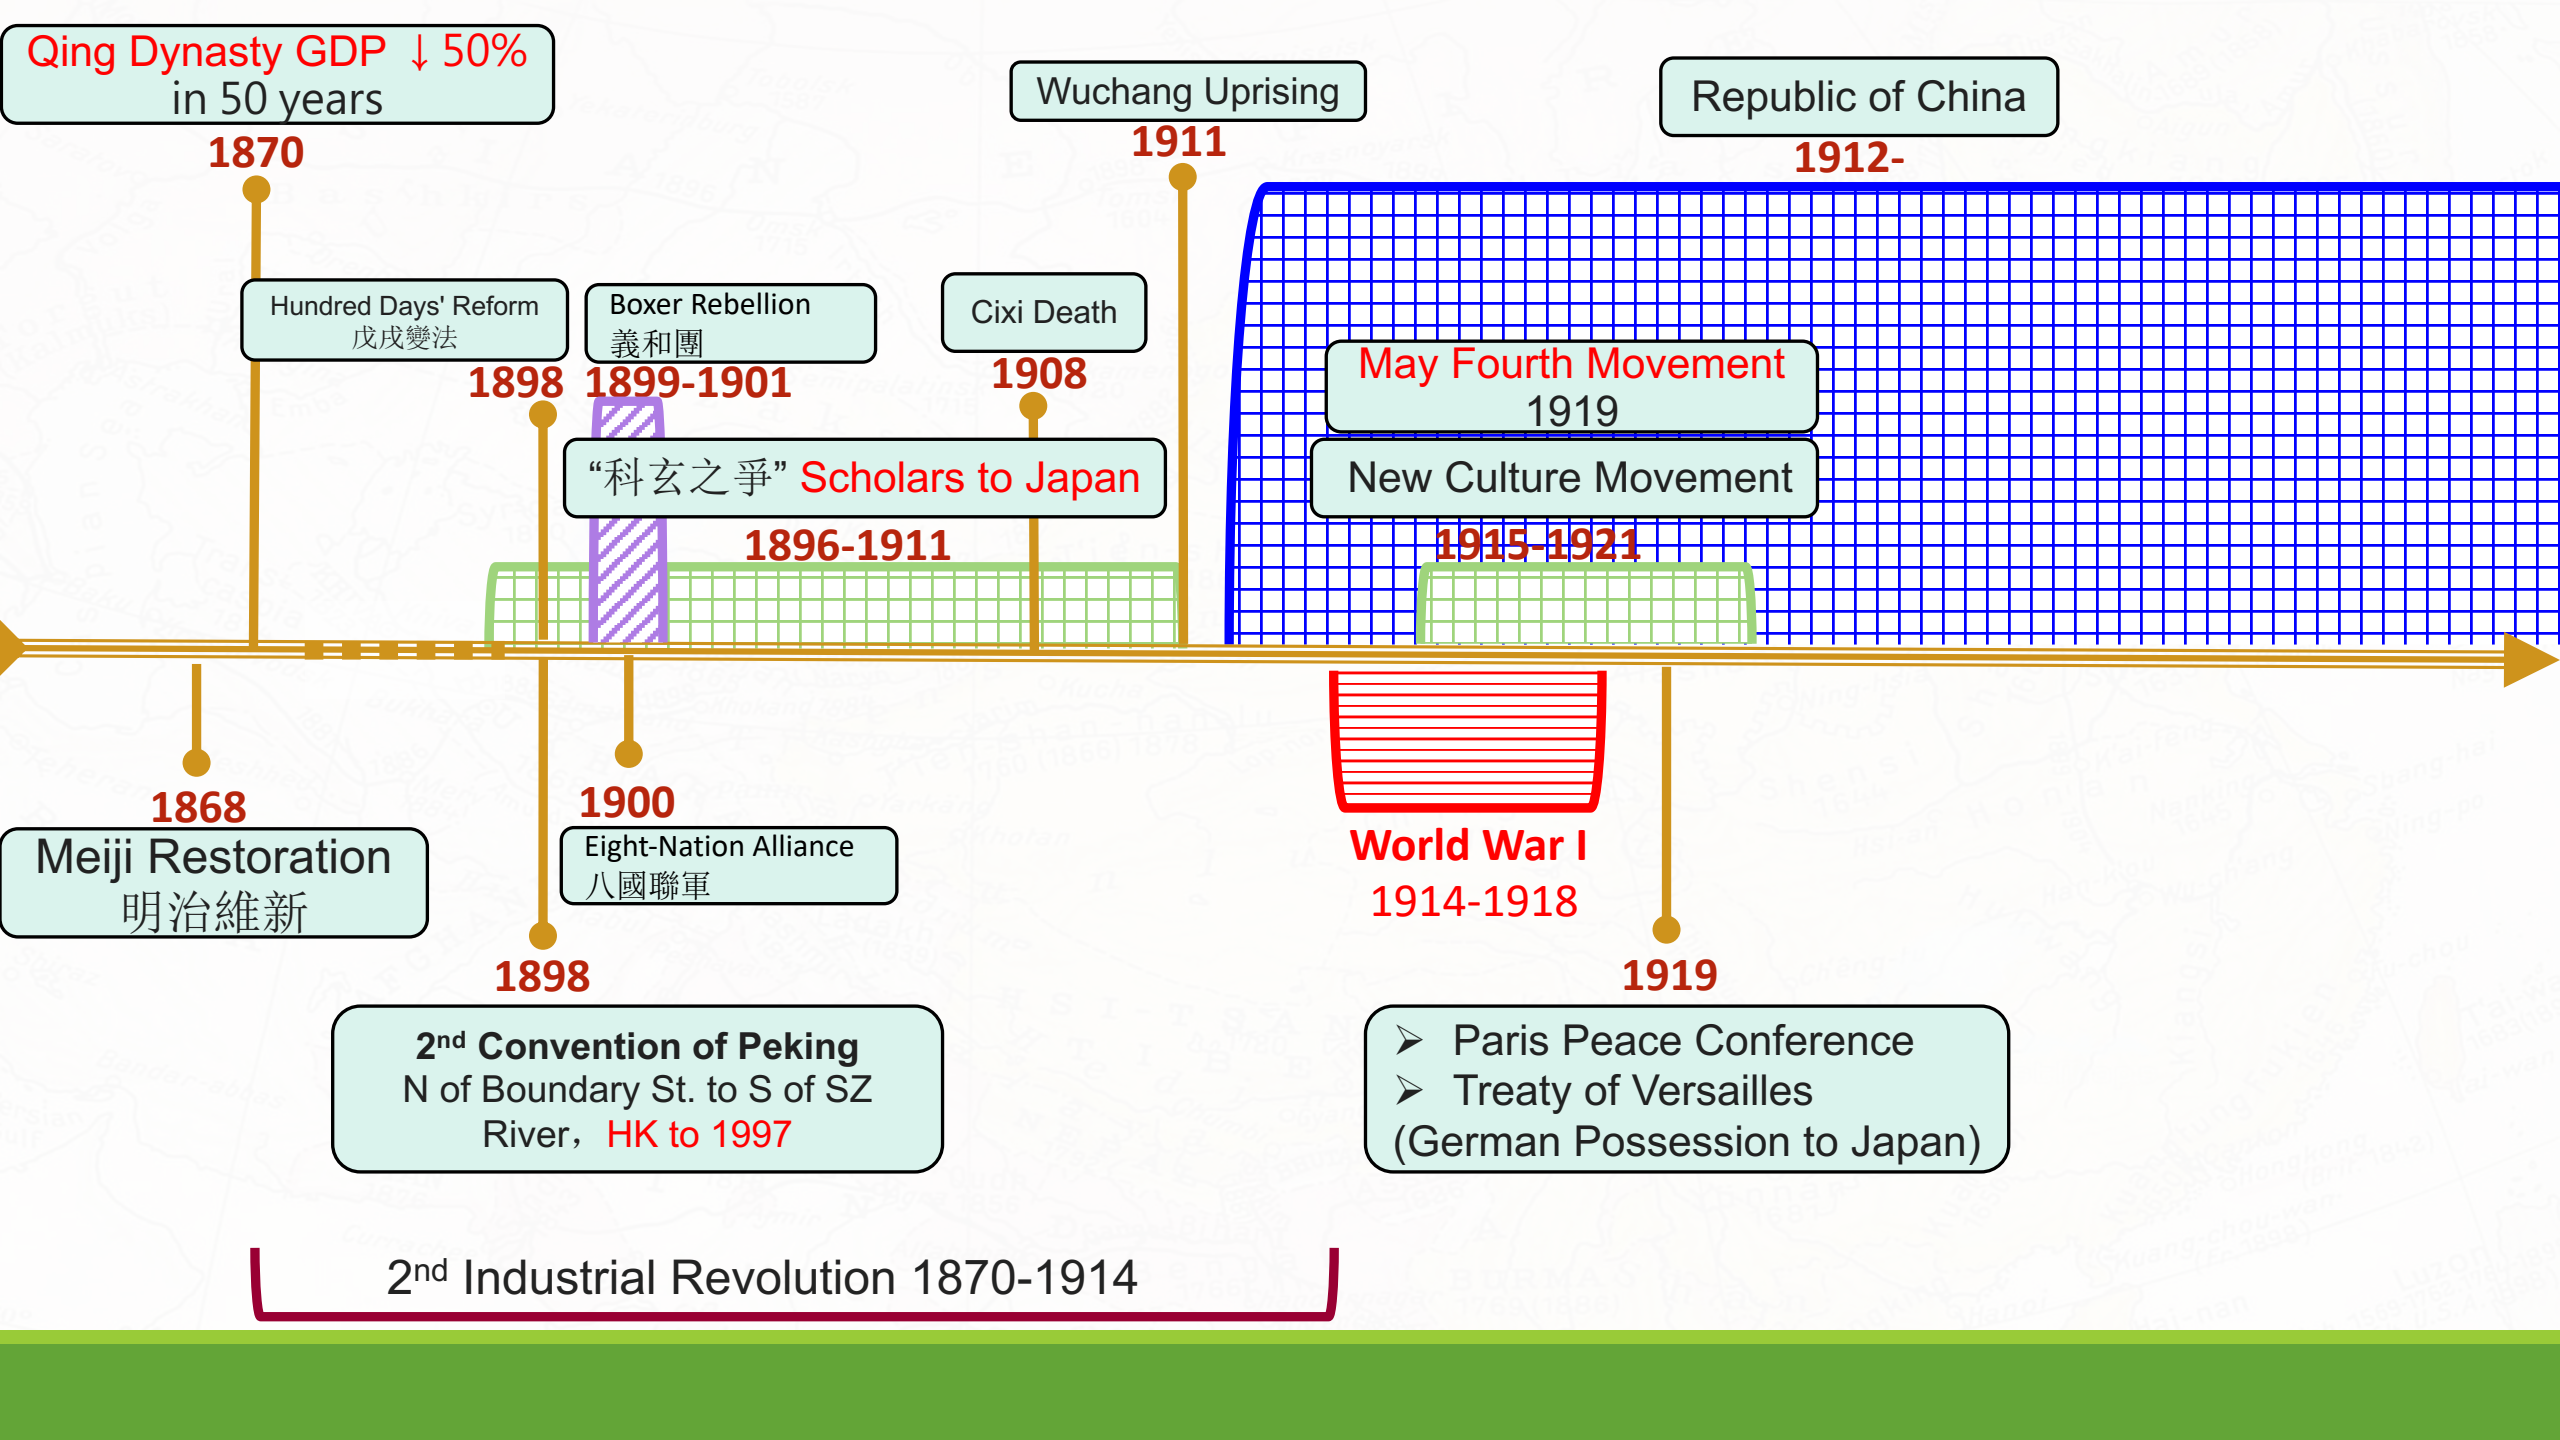 Qing Dynasty GDP ↓50%
in 50 years
1870
Wuchang Uprising
1911
Republic of China
1912-
Hundred Days' Reform
戊戌變法
1898
Boxer Rebellion
義和團
1899-1901
Cixi Death
1908
“科玄之爭” Scholars to Japan
1896-1911
May Fourth Movement
1919
New Culture Movement
1915-1921
1868
Meiji Restoration
明治維新
1900
Eight-Nation Alliance
八國聯軍
1898
2nd Convention of Peking
N of Boundary St. to S of SZ
River，HK to 1997
World War I
1914-1918
1919
➢ Paris Peace Conference
➢ Treaty of Versailles
(German Possession to Japan)
2nd Industrial Revolution 1870-1914